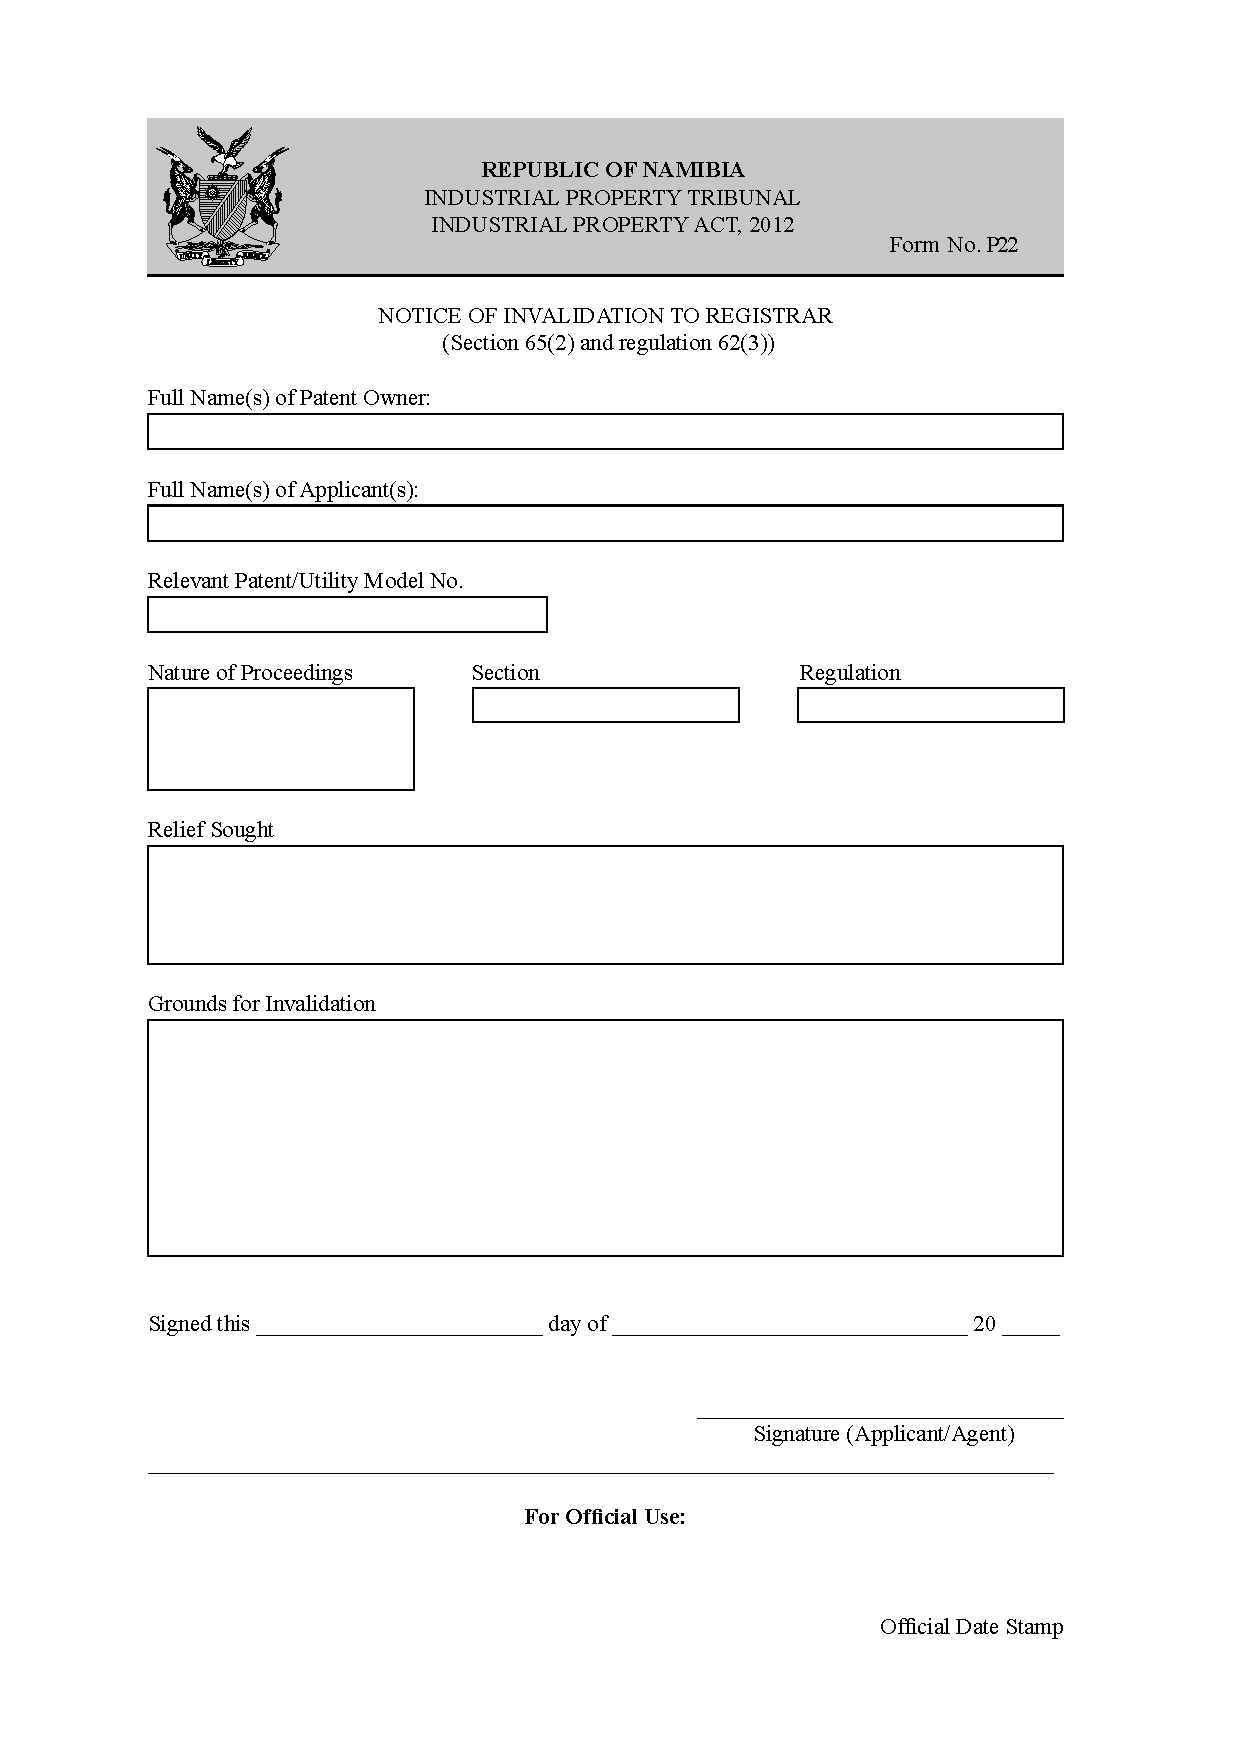 REPUBLIC OF NAMIBIA
INDUSTRIAL PROPERTY TRIBUNAL
INDUSTRIAL PROPERTY ACT, 2012
Form No. P22
NOTICE OF INVALIDATION TO REGISTRAR
(Section 65(2) and regulation 62(3))
Full Name(s) of Patent Owner:
Full Name(s) of Applicant(s):
Relevant Patent/Utility Model No.
Nature of Proceedings Section Regulation
Relief Sought
Grounds for Invalidation
Signed this __________________________ day of ________________________________ 20 _____
Signature (Applicant/Agent)
For Official Use:
Official Date Stamp